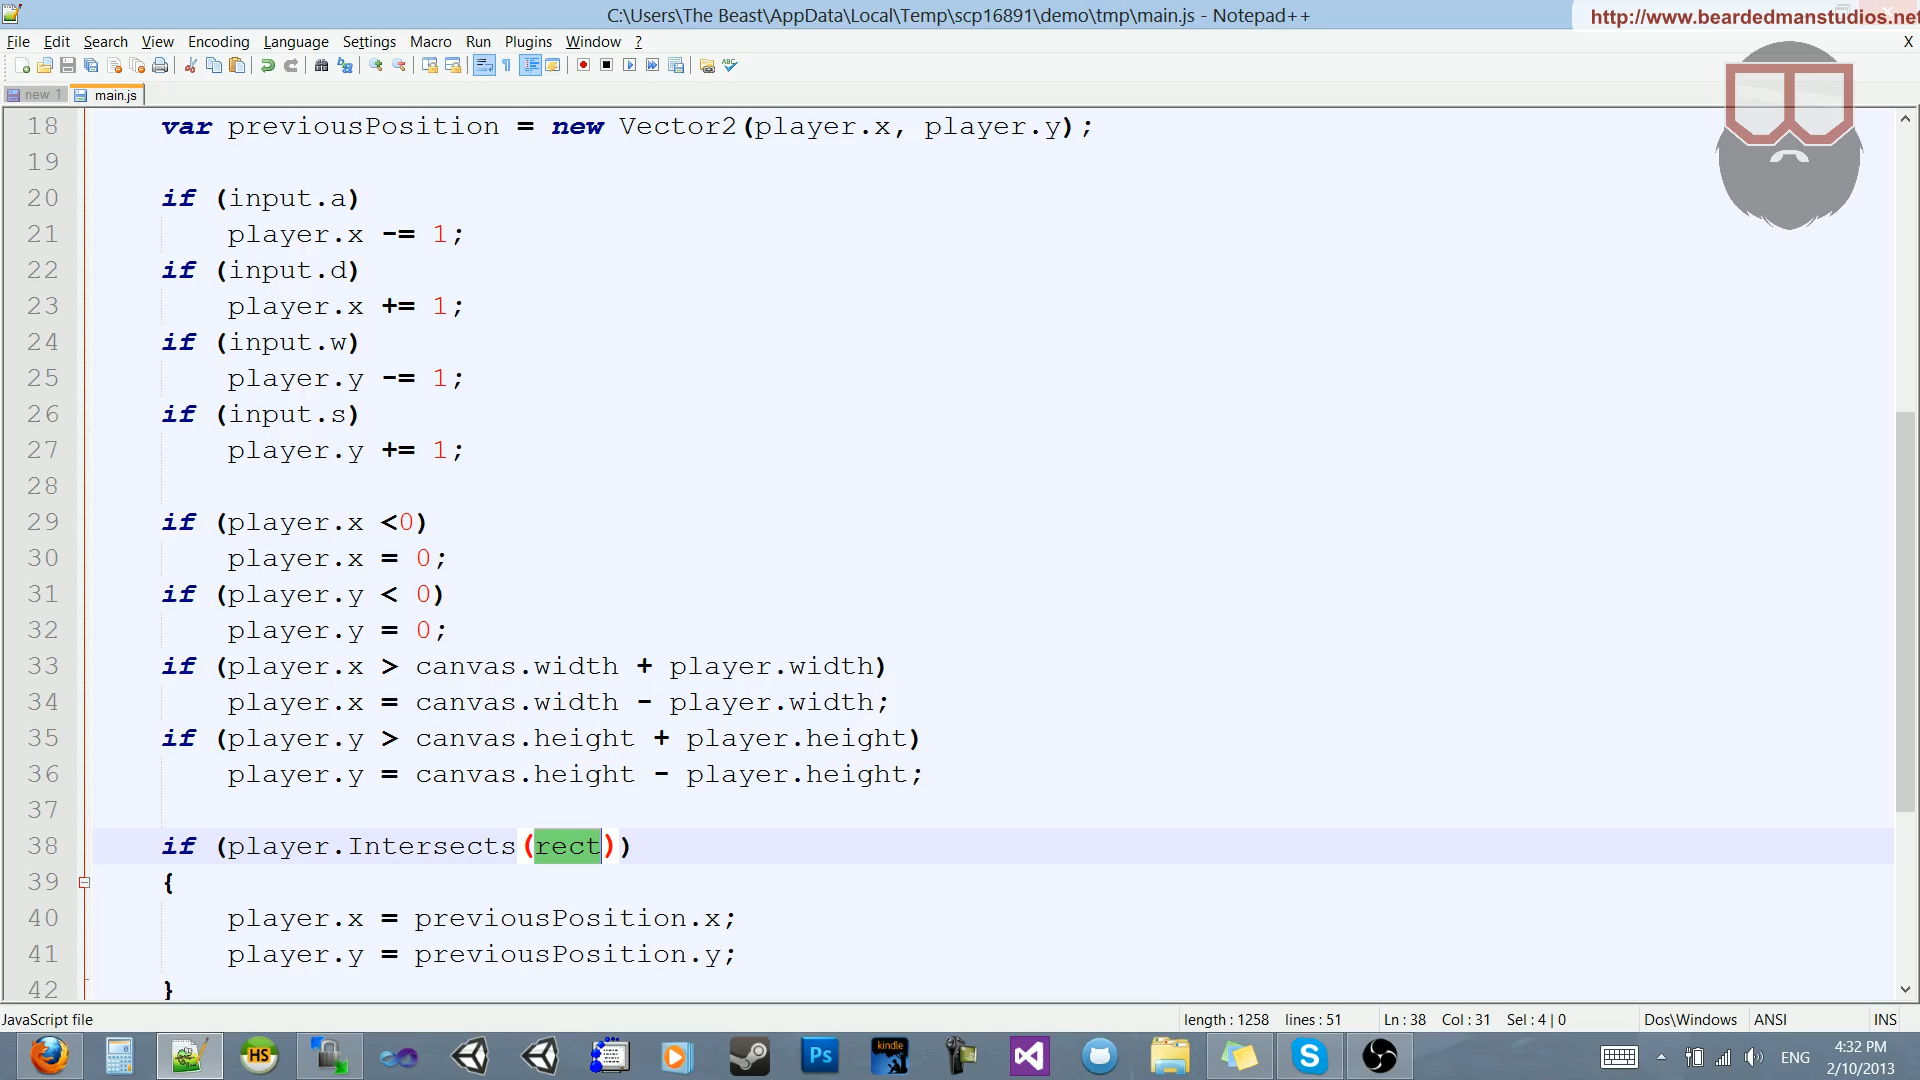 C:\Users\The Beast\AppData\Local\Temp\scp16891\demo\tmp\main.js - Notepad++
http://www.beardedmanstudios.net
File Edit Search View Encoding Language Settings Macro Run Plugins Window ? X
new 1 main.js
18 var previousPosition = new Vector2(player.x, player.y);
19
20 if (input.a)
21 player.x -= 1;
22 if (input.d)
23 player.x += 1;
24 if (input.w)
25 player.y -= 1;
26 if (input.s)
27 player.y += 1;
28
29 if (player.x <0)
30 player.x = 0;
31 if (player.y < 0)
32 player.y = 0;
33 if (player.x > canvas.width + player.width)
34 player.x = canvas.width - player.width;
35 if (player.y > canvas.height + player.height)
36 player.y = canvas.height - player.height;
37
38 if (player.Intersects(rect))
39 {
40 player.x = previousPosition.x;
41 player.y = previousPosition.y;
42 }
JavaScript file length : 1258 lines : 51 Ln : 38 Col : 31 Sel : 4 | 0 Dos\Windows ANSI INS
HS Ps kindle ENG 4:32 PM
2/10/2013